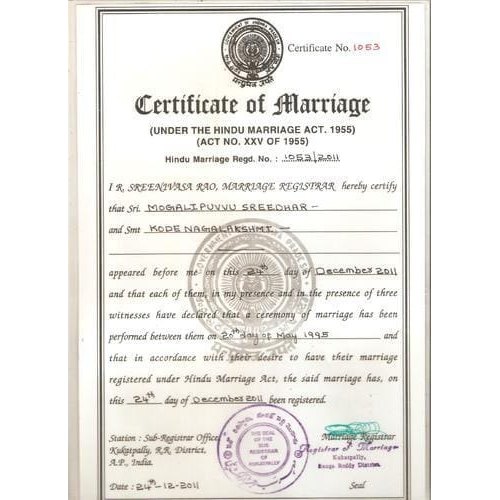 Certificate No. 1053
Certificate of Marriage
(UNDER THE HINDU MARRIAGE ACT. 1955)
(ACT NO. XXV OF 1955)
Hindu Marriage Regd. No. : 1053/2011
I R. SREENIVASA RAO, MARRIAGE REGISTRAR hereby certify
that Sri. MOGALIPUVVU SREEDHAR –
and Smt KODE NAGALAKSHMI –
appeared before me on this 24th day of December 2011
and that each of them, in my presence and in the presence of three
witnesses have declared that a ceremony of marriage has been
performed between them on 20th day of May 1995 and
that in accordance with their desire to have their marriage
registered under Hindu Marriage Act, the said marriage has, on
this 24th day of December 2011 been registered.
Station : Sub-Registrar Office,
Kukatpally, R.R. District,
A.P., India.
Date : 24th-12-2011
THE SEAL
OF THE
SUB
REGISTRAR OF
KUKATPALLY
Marriage Registrar
Registrar of Marriage
Kukatpally,
Ranga Reddy District.
Seal